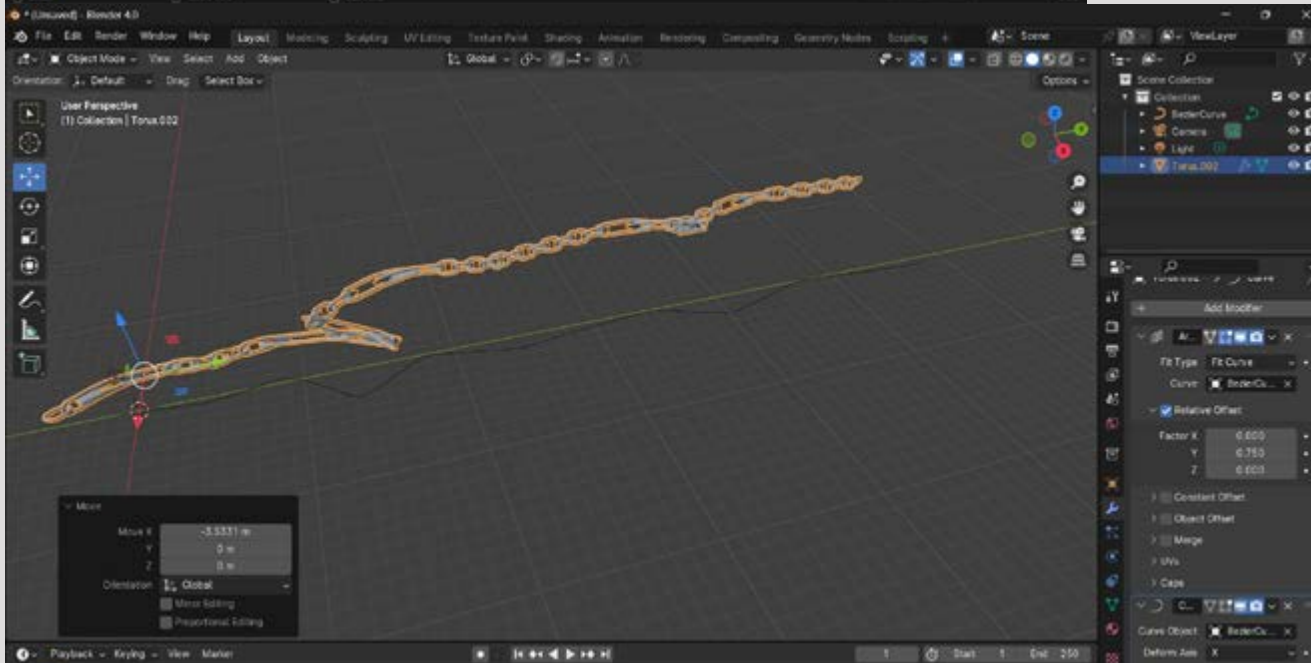 * (Unsaved) - Blender 4.0
File Edit Render Window Help Layout Modeling Sculpting UV Editing Texture Paint Shading Animation Rendering Compositing Geometry Nodes Scripting + Scene ViewLayer
Object Mode View Select Add Object Global
Orientation: Default Drag: Select Box Options
User Perspective
(1) Collection | Torus.002
Scene Collection
Collection
BezierCurve
Camera
Light
Torus.002
Add Modifier
Fit Type Fit Curve
Curve BezierCu...
Relative Offset
Factor X 0.000
Y 0.750
Z 0.000
Constant Offset
Object Offset
Merge
UVs
Caps
Curve Object BezierCu...
Deform Axis X
Move
Move X -3.5331 m
Y 0 m
Z 0 m
Orientation Global
Mirror Editing
Proportional Editing
Playback Keying View Marker 1 Start 1 End 250